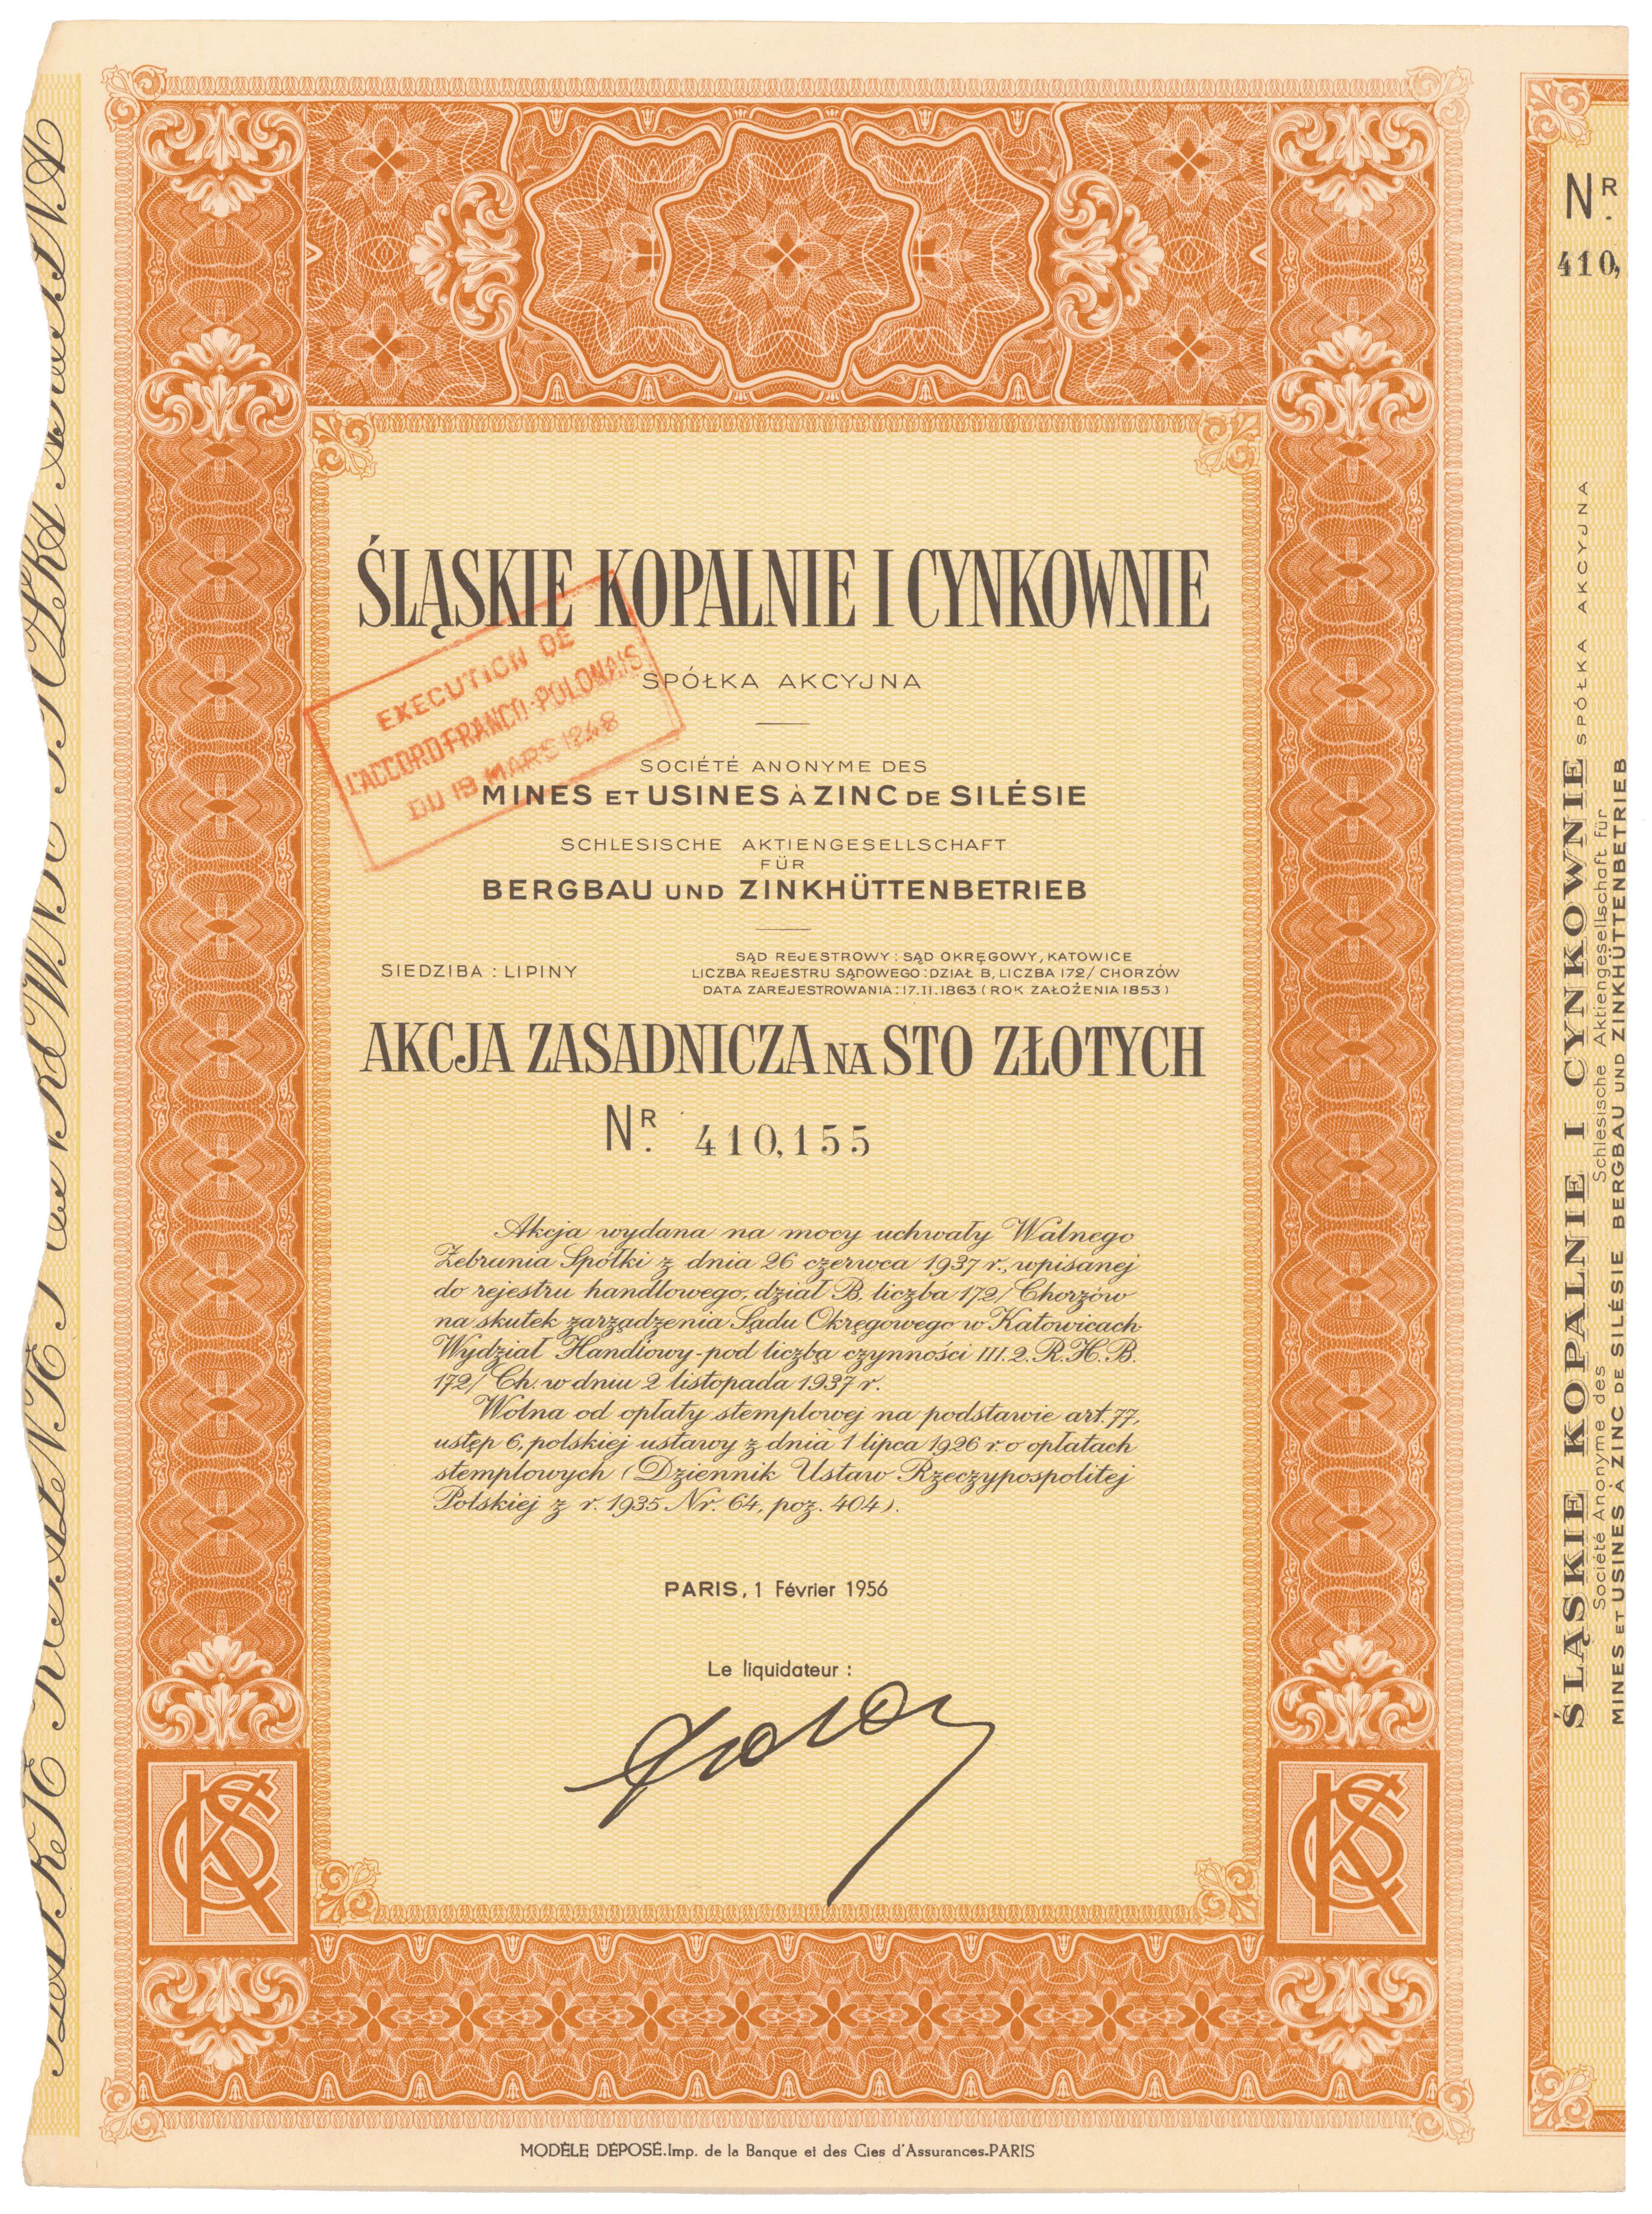 ŚLĄSKIE KOPALNIE I CYNKOWNIE
SPÓŁKA AKCYJNA
EXECUTION DE
L'ACCORD FRANCO-POLONAIS
DU 19 MARS 1948
SOCIÉTÉ ANONYME DES
MINES ET USINES À ZINC DE SILÉSIE
SCHLESISCHE AKTIENGESELLSCHAFT
FÜR
BERGBAU UND ZINKHÜTTENBETRIEB
SIEDZIBA : LIPINY
SĄD REJESTROWY : SĄD OKRĘGOWY, KATOWICE
LICZBA REJESTRU SĄDOWEGO : DZIAŁ B, LICZBA 172/ CHORZÓW
DATA ZAREJESTROWANIA : 17.II.1863 ( ROK ZAŁOŻENIA 1853 )
AKCJA ZASADNICZA NA STO ZŁOTYCH
NR. 410,155
Akcja wydana na mocy uchwały Walnego
Zebrania Spółki z dnia 26 czerwca 1937 r., wpisanej
do rejestru handlowego, dział B, liczba 172/ Chorzów
na skutek zarządzenia Sądu Okręgowego w Katowicach
Wydział Handlowy - pod liczbą czynności III. 2. R. H. B.
172/ Ch. w dniu 2 listopada 1937 r.
Wolna od opłaty stemplowej na podstawie art. 77,
ustęp 6, polskiej ustawy z dnia 1 lipca 1926 r. o opłatach
stemplowych ( Dziennik Ustaw Rzeczypospolitej
Polskiej z r. 1935 Nr. 64, poz. 404 ).
PARIS, 1 Février 1956
Le liquidateur :
MODÈLE DÉPOSÉ. Imp. de la Banque et des Cies d'Assurances_PARIS
NR.
410,
ŚLĄSKIE KOPALNIE I CYNKOWNIE SPÓŁKA AKCYJNA
Société Anonyme des
Schlesische Aktiengesellschaft für
MINES ET USINES À ZINC DE SILÉSIE BERGBAU UND ZINKHÜTTENBETRIEB